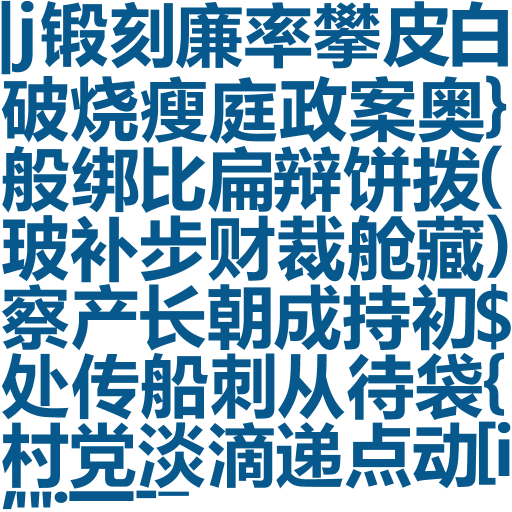 |j锻刻廉率攀皮白
破烧瘦庭政案奥}
般绑比扁辩饼拨(
玻补步财裁舱藏)
察产长朝成持初$
处传船刺从待袋{
村党淡滴递点动[i